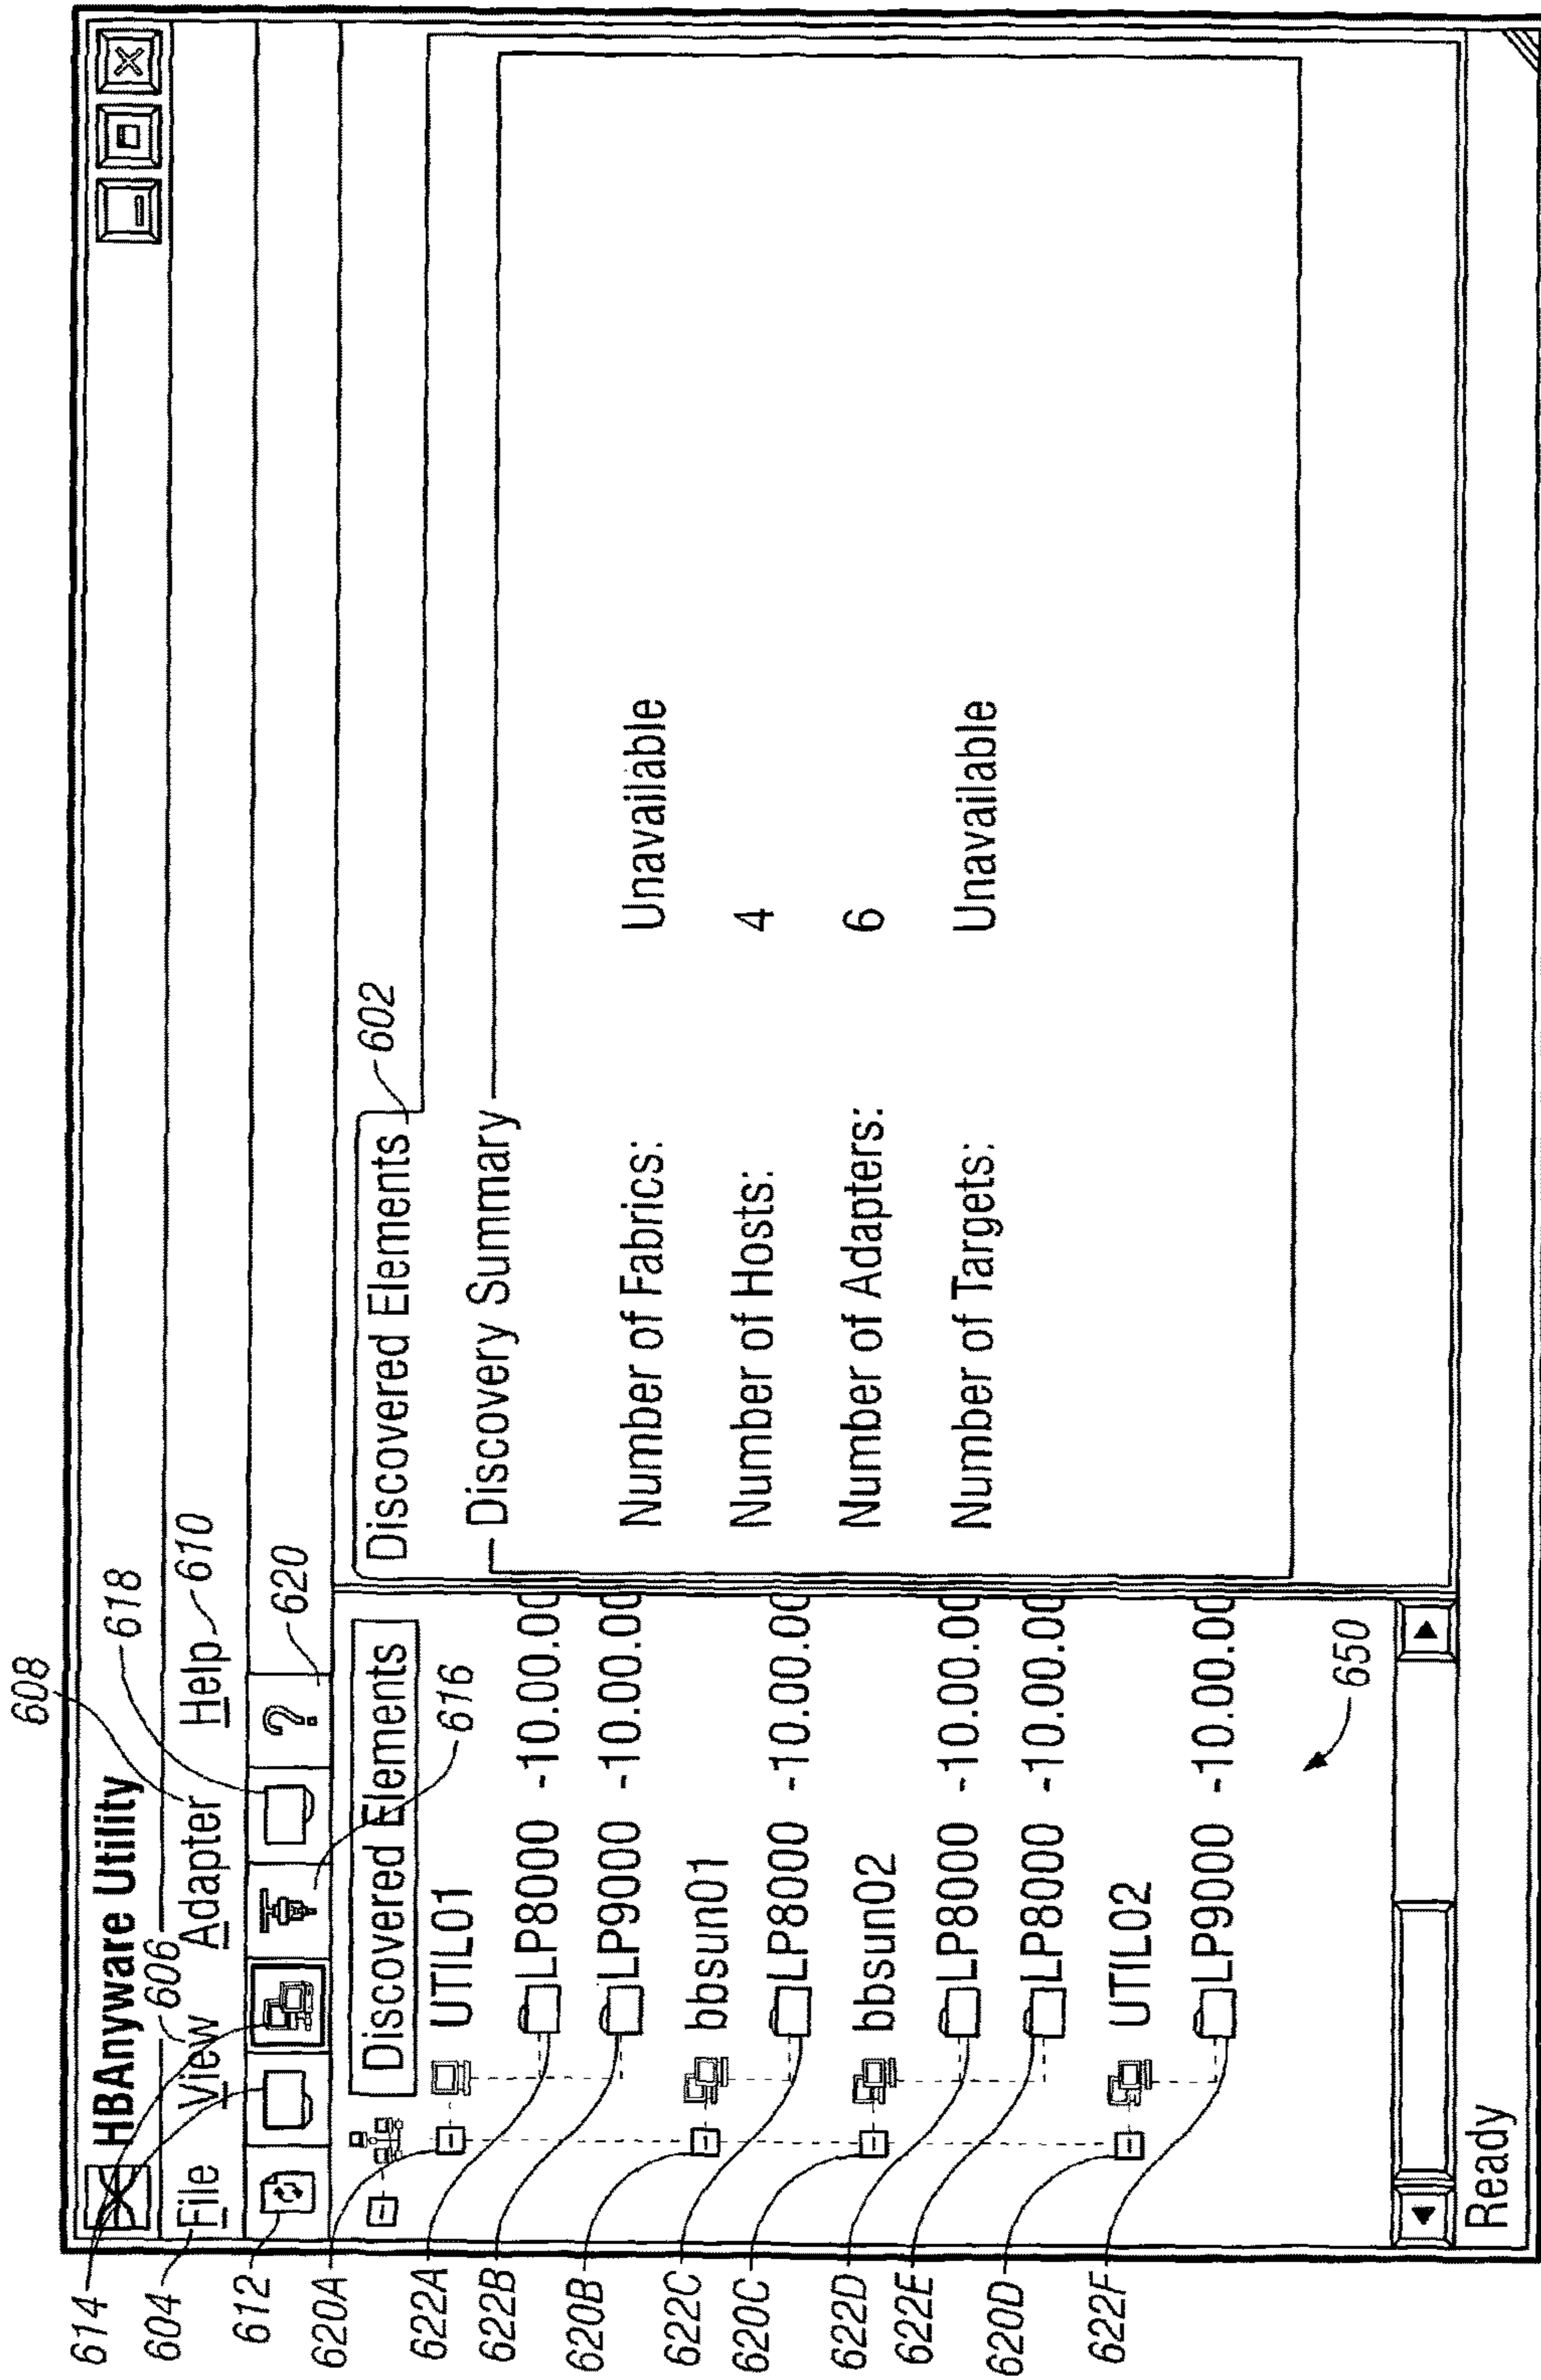 608
618
610
620
HBAnyware Utility
606
File View Adapter Help
?
602
Discovered Elements
Discovered Elements
616
UTIL01
LP8000 -10.00.00
LP9000 -10.00.00
bbsun01
LP8000 -10.00.00
bbsun02
LP8000 -10.00.00
LP8000 -10.00.00
UTIL02
LP9000 -10.00.00
650
Discovery Summary
Number of Fabrics: Unavailable
Number of Hosts: 4
Number of Adapters: 6
Number of Targets: Unavailable
Ready
614
604
612
620A
622A
622B
620B
622C
620C
622D
622E
620D
622F